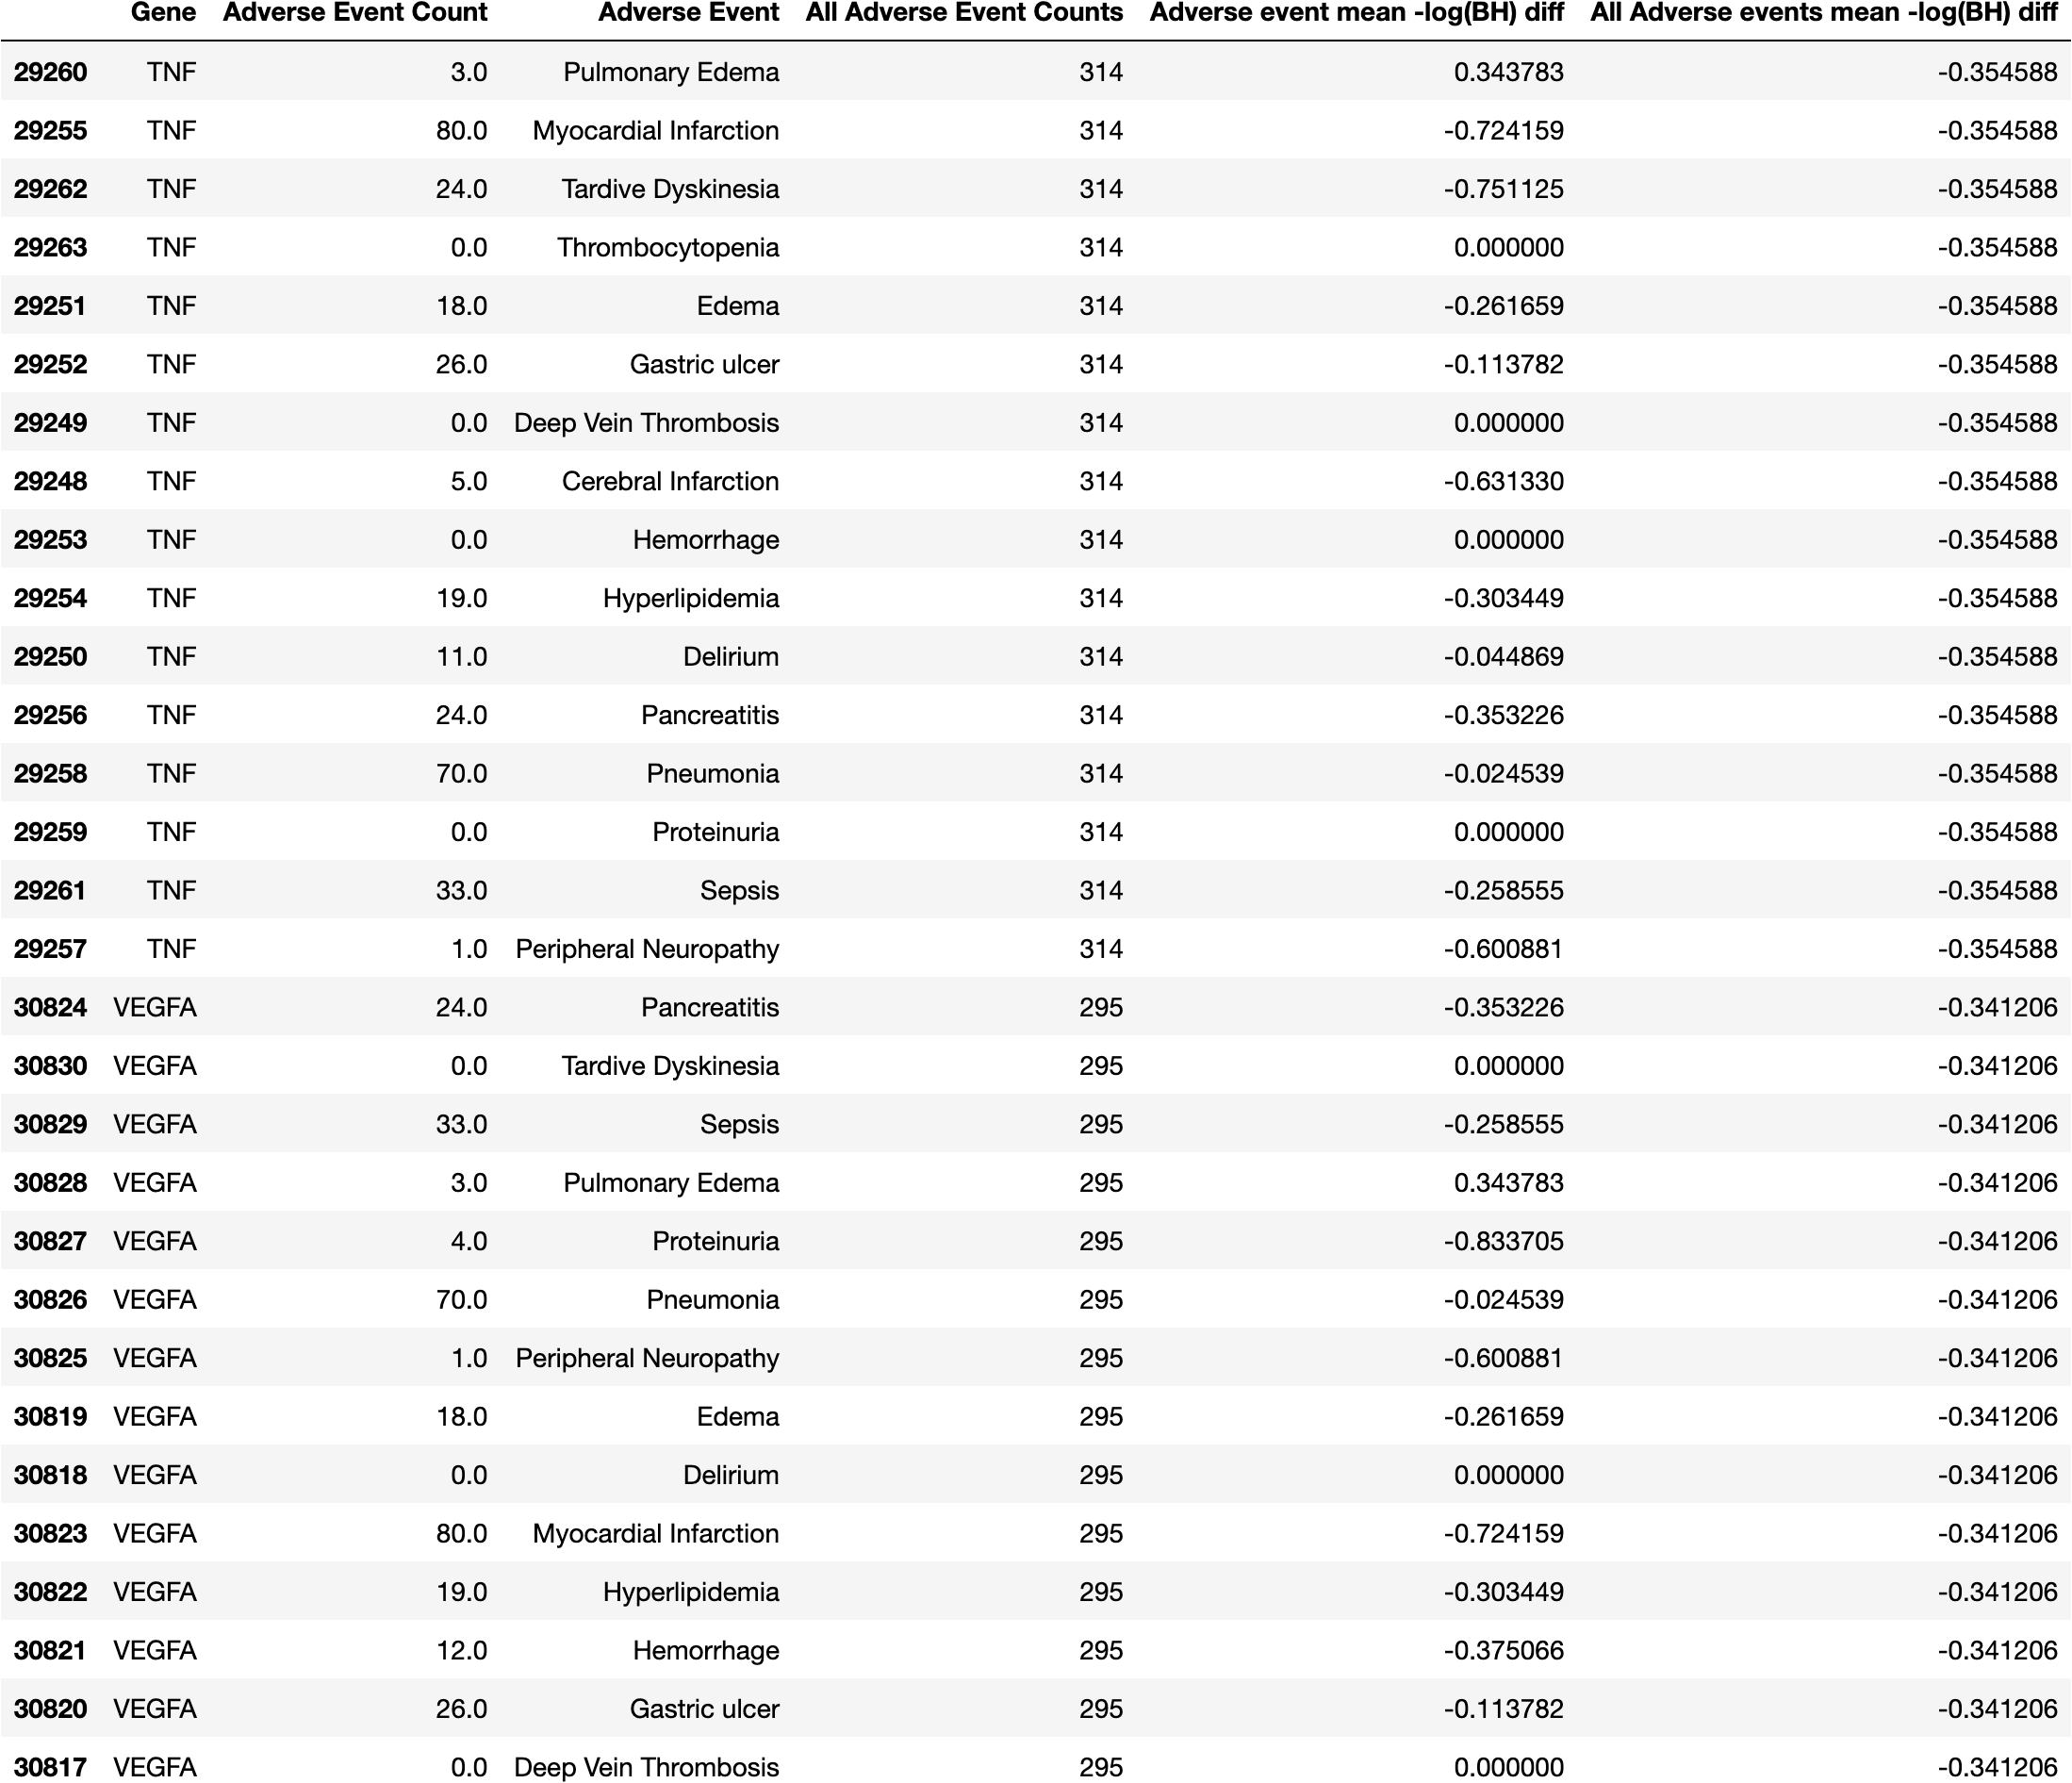 Gene Adverse Event Count Adverse Event All Adverse Event Counts Adverse event mean -log(BH) diff All Adverse events mean -log(BH) diff
29260 TNF 3.0 Pulmonary Edema 314 0.343783 -0.354588
29255 TNF 80.0 Myocardial Infarction 314 -0.724159 -0.354588
29262 TNF 24.0 Tardive Dyskinesia 314 -0.751125 -0.354588
29263 TNF 0.0 Thrombocytopenia 314 0.000000 -0.354588
29251 TNF 18.0 Edema 314 -0.261659 -0.354588
29252 TNF 26.0 Gastric ulcer 314 -0.113782 -0.354588
29249 TNF 0.0 Deep Vein Thrombosis 314 0.000000 -0.354588
29248 TNF 5.0 Cerebral Infarction 314 -0.631330 -0.354588
29253 TNF 0.0 Hemorrhage 314 0.000000 -0.354588
29254 TNF 19.0 Hyperlipidemia 314 -0.303449 -0.354588
29250 TNF 11.0 Delirium 314 -0.044869 -0.354588
29256 TNF 24.0 Pancreatitis 314 -0.353226 -0.354588
29258 TNF 70.0 Pneumonia 314 -0.024539 -0.354588
29259 TNF 0.0 Proteinuria 314 0.000000 -0.354588
29261 TNF 33.0 Sepsis 314 -0.258555 -0.354588
29257 TNF 1.0 Peripheral Neuropathy 314 -0.600881 -0.354588
30824 VEGFA 24.0 Pancreatitis 295 -0.353226 -0.341206
30830 VEGFA 0.0 Tardive Dyskinesia 295 0.000000 -0.341206
30829 VEGFA 33.0 Sepsis 295 -0.258555 -0.341206
30828 VEGFA 3.0 Pulmonary Edema 295 0.343783 -0.341206
30827 VEGFA 4.0 Proteinuria 295 -0.833705 -0.341206
30826 VEGFA 70.0 Pneumonia 295 -0.024539 -0.341206
30825 VEGFA 1.0 Peripheral Neuropathy 295 -0.600881 -0.341206
30819 VEGFA 18.0 Edema 295 -0.261659 -0.341206
30818 VEGFA 0.0 Delirium 295 0.000000 -0.341206
30823 VEGFA 80.0 Myocardial Infarction 295 -0.724159 -0.341206
30822 VEGFA 19.0 Hyperlipidemia 295 -0.303449 -0.341206
30821 VEGFA 12.0 Hemorrhage 295 -0.375066 -0.341206
30820 VEGFA 26.0 Gastric ulcer 295 -0.113782 -0.341206
30817 VEGFA 0.0 Deep Vein Thrombosis 295 0.000000 -0.341206